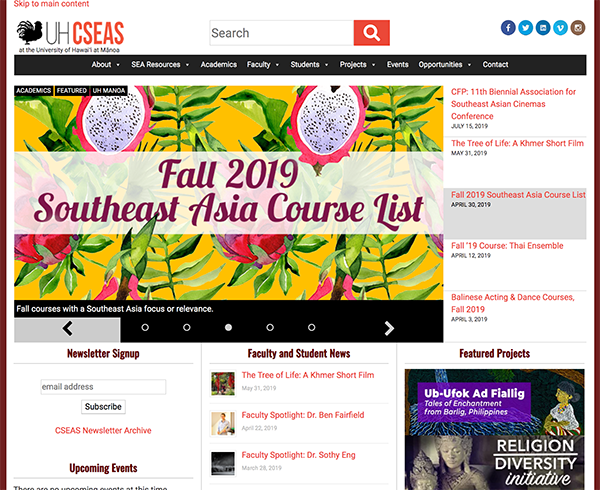 Skip to main content
UHCSEAS
at the University of Hawai'i at Mānoa
Search
About SEA Resources Academics Faculty Students Projects Events Opportunities Contact
ACADEMICS FEATURED UH MANOA
Fall 2019
Southeast Asia Course List
Fall courses with a Southeast Asia focus or relevance.
CFP: 11th Biennial Association for
Southeast Asian Cinemas
Conference
JULY 15, 2019
The Tree of Life: A Khmer Short Film
MAY 31, 2019
Fall 2019 Southeast Asia Course List
APRIL 30, 2019
Fall '19 Course: Thai Ensemble
APRIL 12, 2019
Balinese Acting & Dance Courses,
Fall 2019
APRIL 3, 2019
Newsletter Signup
email address
Subscribe
CSEAS Newsletter Archive
Upcoming Events
There are no upcoming events at this time
Faculty and Student News
The Tree of Life: A Khmer Short Film
May 31, 2019
Faculty Spotlight: Dr. Ben Fairfield
April 22, 2019
Faculty Spotlight: Dr. Sothy Eng
March 28, 2019
Featured Projects
Ub-Ufok Ad Fiallig
Tales of Enchantment
from Barlig, Philippines
RELIGION
DIVERSITY
initiative